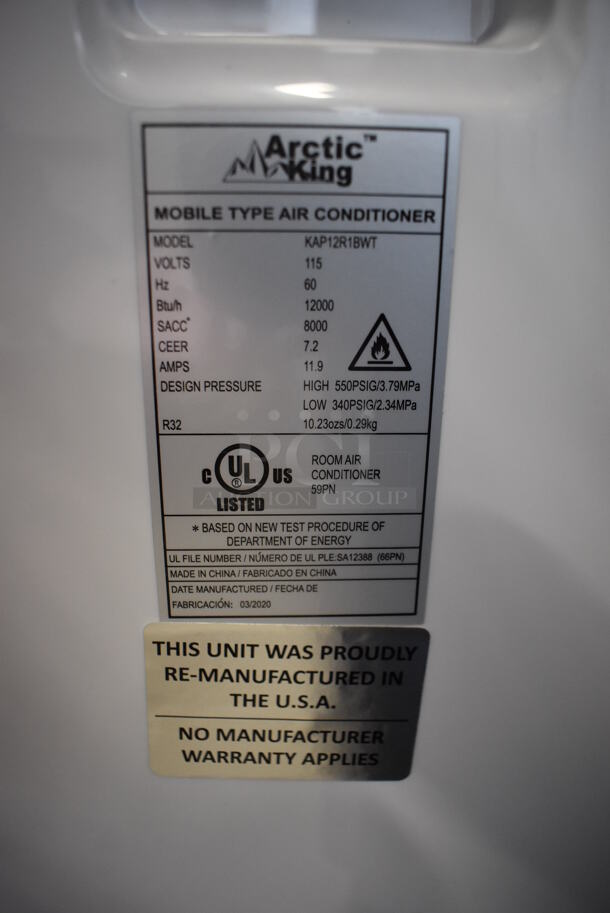 Arctic™
King
MOBILE TYPE AIR CONDITIONER
MODEL KAP12R1BWT
VOLTS 115
Hz 60
Btu/h 12000
SACC* 8000
CEER 7.2
AMPS 11.9
DESIGN PRESSURE HIGH 550PSIG/3.79MPa
LOW 340PSIG/2.34MPa
R32 10.23ozs/0.29kg
PCI
AUCTION GROUP
C UL ® US
LISTED
ROOM AIR
CONDITIONER
59PN
* BASED ON NEW TEST PROCEDURE OF
DEPARTMENT OF ENERGY
UL FILE NUMBER / NÚMERO DE UL PLE:SA12388 (66PN)
MADE IN CHINA / FABRICADO EN CHINA
DATE MANUFACTURED / FECHA DE
FABRICACIÓN: 03/2020
THIS UNIT WAS PROUDLY
RE-MANUFACTURED IN
THE U.S.A.
NO MANUFACTURER
WARRANTY APPLIES